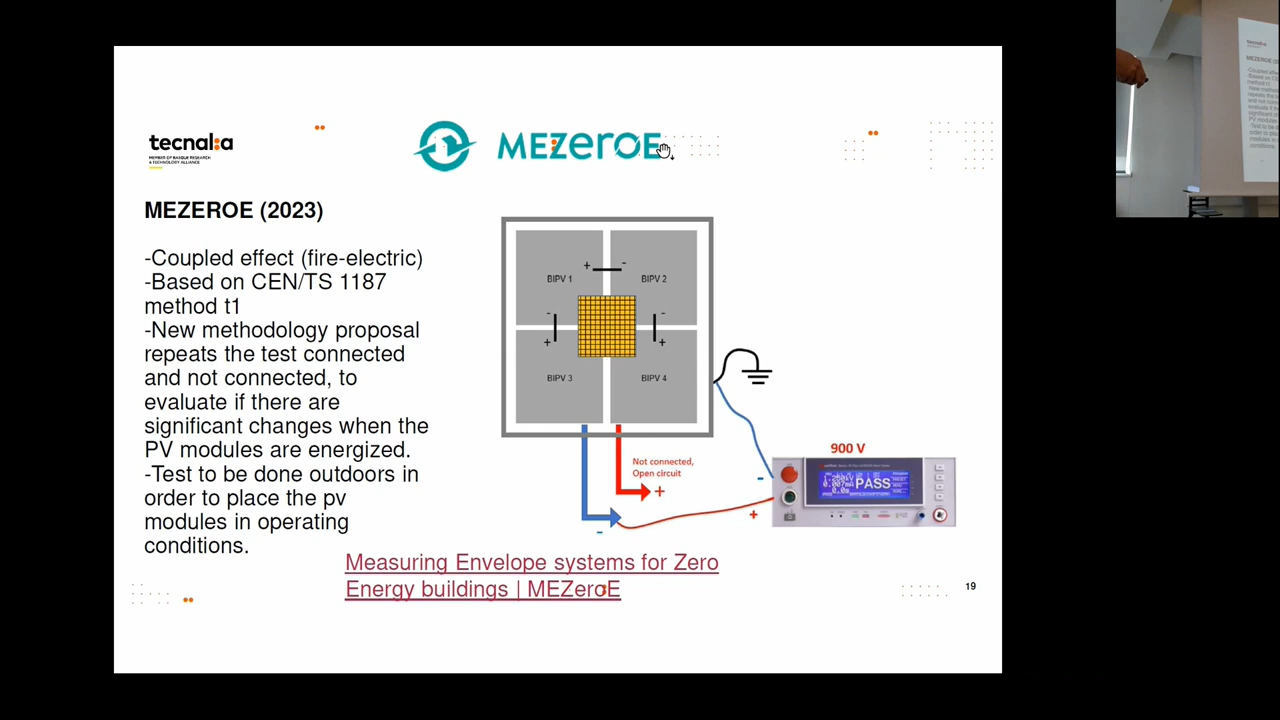 tecnal:a
MEMBER OF BASQUE RESEARCH
& TECHNOLOGY ALLIANCE
MEZeroE
MEZEROE (2023)
-Coupled effect (fire-electric)
-Based on CEN/TS 1187
method t1
-New methodology proposal
repeats the test connected
and not connected, to
evaluate if there are
significant changes when the
PV modules are energized.
-Test to be done outdoors in
order to place the pv
modules in operating
conditions.
+ -
BIPV 1
BIPV 2
- -
+ +
BIPV 3
BIPV 4
Not connected,
Open circuit
+
-
900 V
-
+
PASS
Measuring Envelope systems for Zero
Energy buildings | MEZeroE
19
tecnal:a
MEZEROE (2